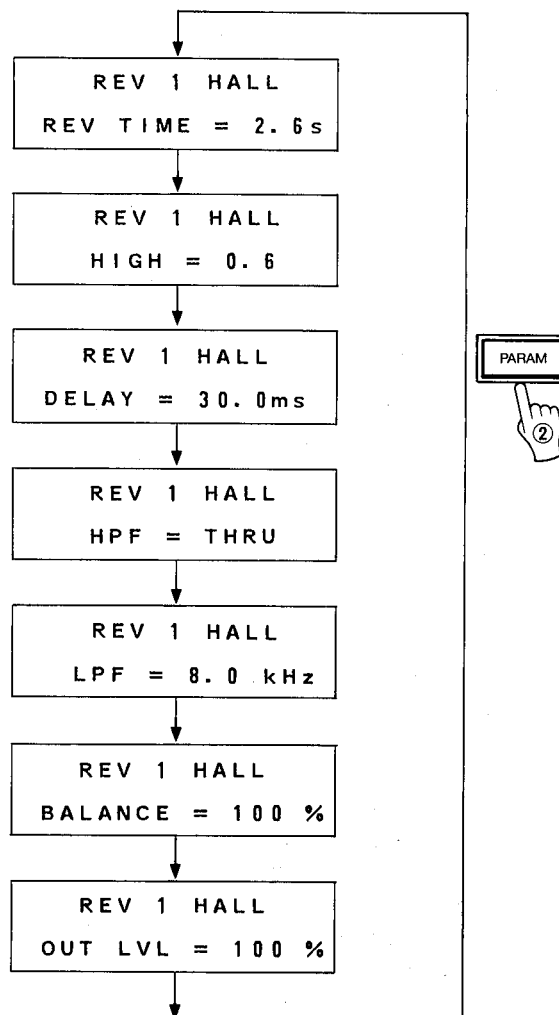 REV 1 HALL
REV TIME = 2.6s
REV 1 HALL
HIGH = 0.6
REV 1 HALL
DELAY = 30.0ms
PARAM
②
REV 1 HALL
HPF = THRU
REV 1 HALL
LPF = 8.0 kHz
REV 1 HALL
BALANCE = 100 %
REV 1 HALL
OUT LVL = 100 %